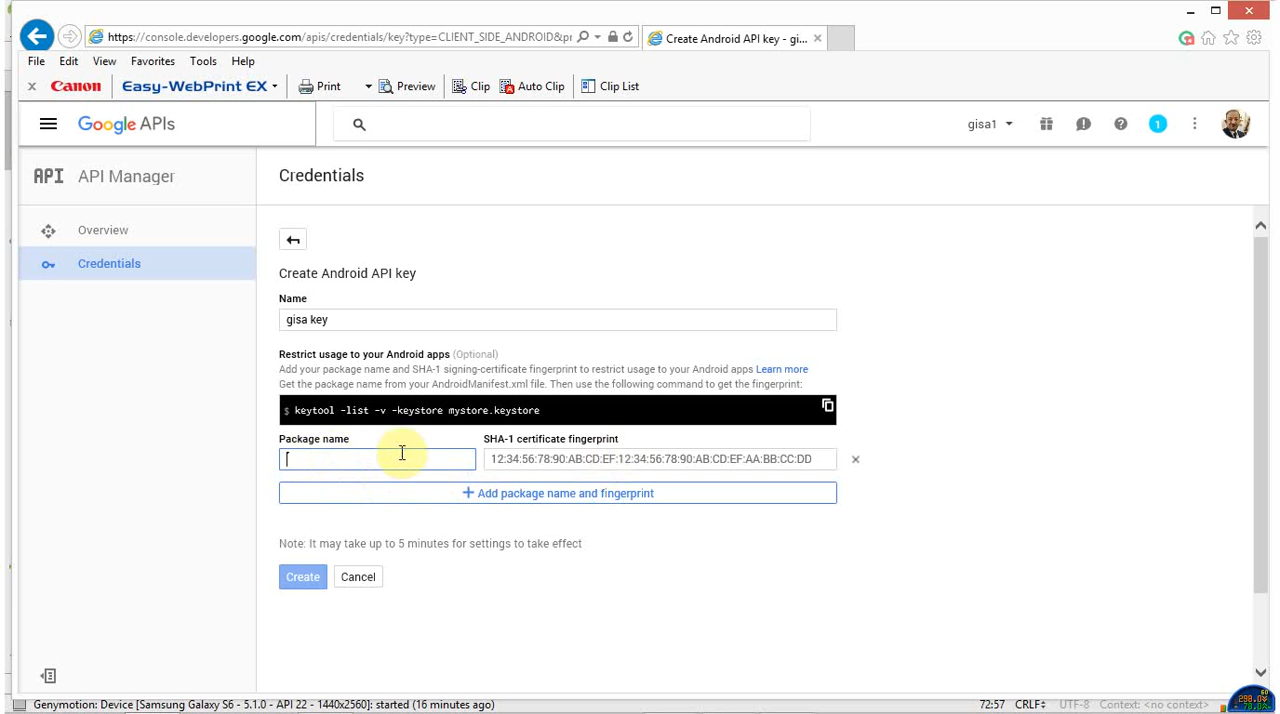 https://console.developers.google.com/apis/credentials/key?type=CLIENT_SIDE_ANDROID&pr
Create Android API key - gis...
File Edit View Favorites Tools Help
x Canon Easy-WebPrint EX Print Preview Clip Auto Clip Clip List
Google APIs
gisa1
1
API API Manager
Credentials
Overview
Credentials
Create Android API key
Name
gisa key
Restrict usage to your Android apps (Optional)
Add your package name and SHA-1 signing-certificate fingerprint to restrict usage to your Android apps Learn more
Get the package name from your AndroidManifest.xml file. Then use the following command to get the fingerprint:
$ keytool -list -v -keystore mystore.keystore
Package name SHA-1 certificate fingerprint
12:34:56:78:90:AB:CD:EF:12:34:56:78:90:AB:CD:EF:AA:BB:CC:DD
+ Add package name and fingerprint
Note: It may take up to 5 minutes for settings to take effect
Create Cancel
Genymotion: Device [Samsung Galaxy S6 - 5.1.0 - API 22 - 1440x2560]: started (16 minutes ago) 72:57 CRLF UTF-8 Context: <no context>